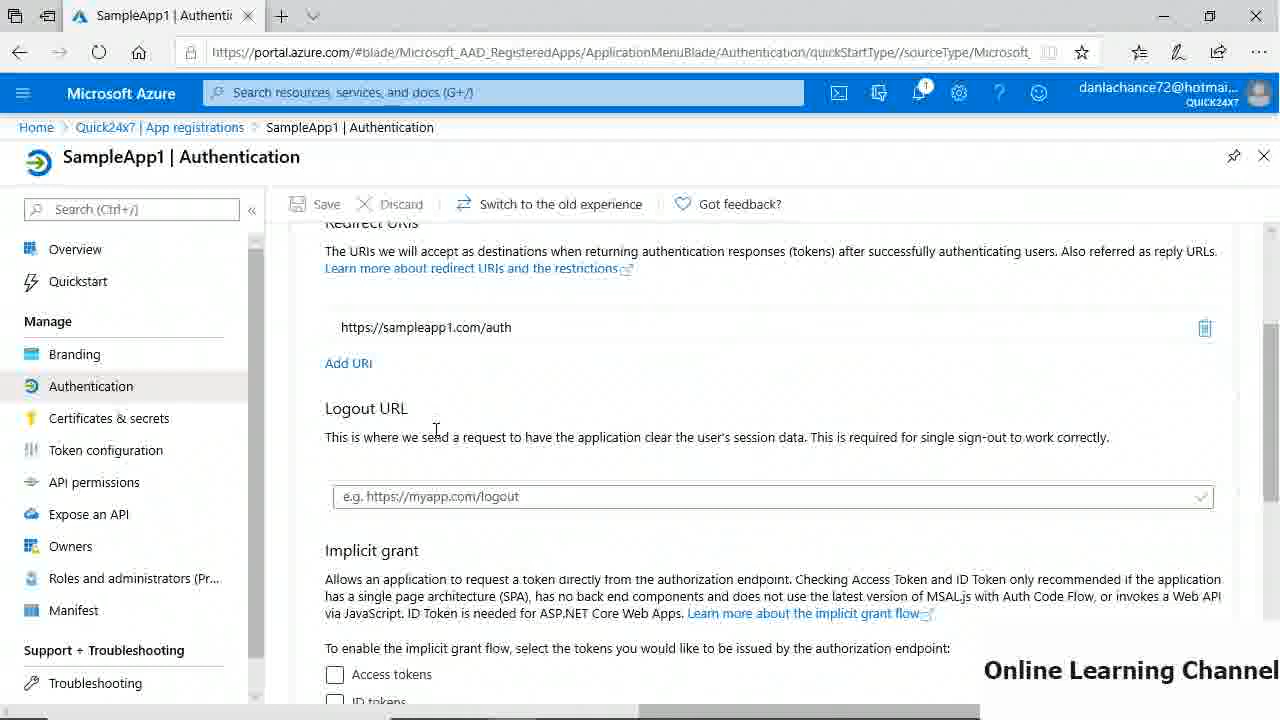 SampleApp1 | Authentic
https://portal.azure.com/#blade/Microsoft_AAD_RegisteredApps/ApplicationMenuBlade/Authentication/quickStartType//sourceType/Microsoft_
Microsoft Azure
Search resources, services, and docs (G+/)
1
danlachance72@hotmai...
QUICK24X7
Home > Quick24x7 | App registrations > SampleApp1 | Authentication
SampleApp1 | Authentication
Search (Ctrl+/)
«
Save
Discard
Switch to the old experience
Got feedback?
Overview
Quickstart
Manage
Branding
Authentication
Certificates & secrets
Token configuration
API permissions
Expose an API
Owners
Roles and administrators (Pr...
Manifest
Support + Troubleshooting
Troubleshooting
Redirect URIs
The URIs we will accept as destinations when returning authentication responses (tokens) after successfully authenticating users. Also referred as reply URLs.
Learn more about redirect URIs and the restrictions
https://sampleapp1.com/auth
Add URI
Logout URL
This is where we send a request to have the application clear the user's session data. This is required for single sign-out to work correctly.
e.g. https://myapp.com/logout
Implicit grant
Allows an application to request a token directly from the authorization endpoint. Checking Access Token and ID Token only recommended if the application
has a single page architecture (SPA), has no back end components and does not use the latest version of MSAL.js with Auth Code Flow, or invokes a Web API
via JavaScript. ID Token is needed for ASP.NET Core Web Apps. Learn more about the implicit grant flow
To enable the implicit grant flow, select the tokens you would like to be issued by the authorization endpoint:
Access tokens
ID tokens
Online Learning Channel